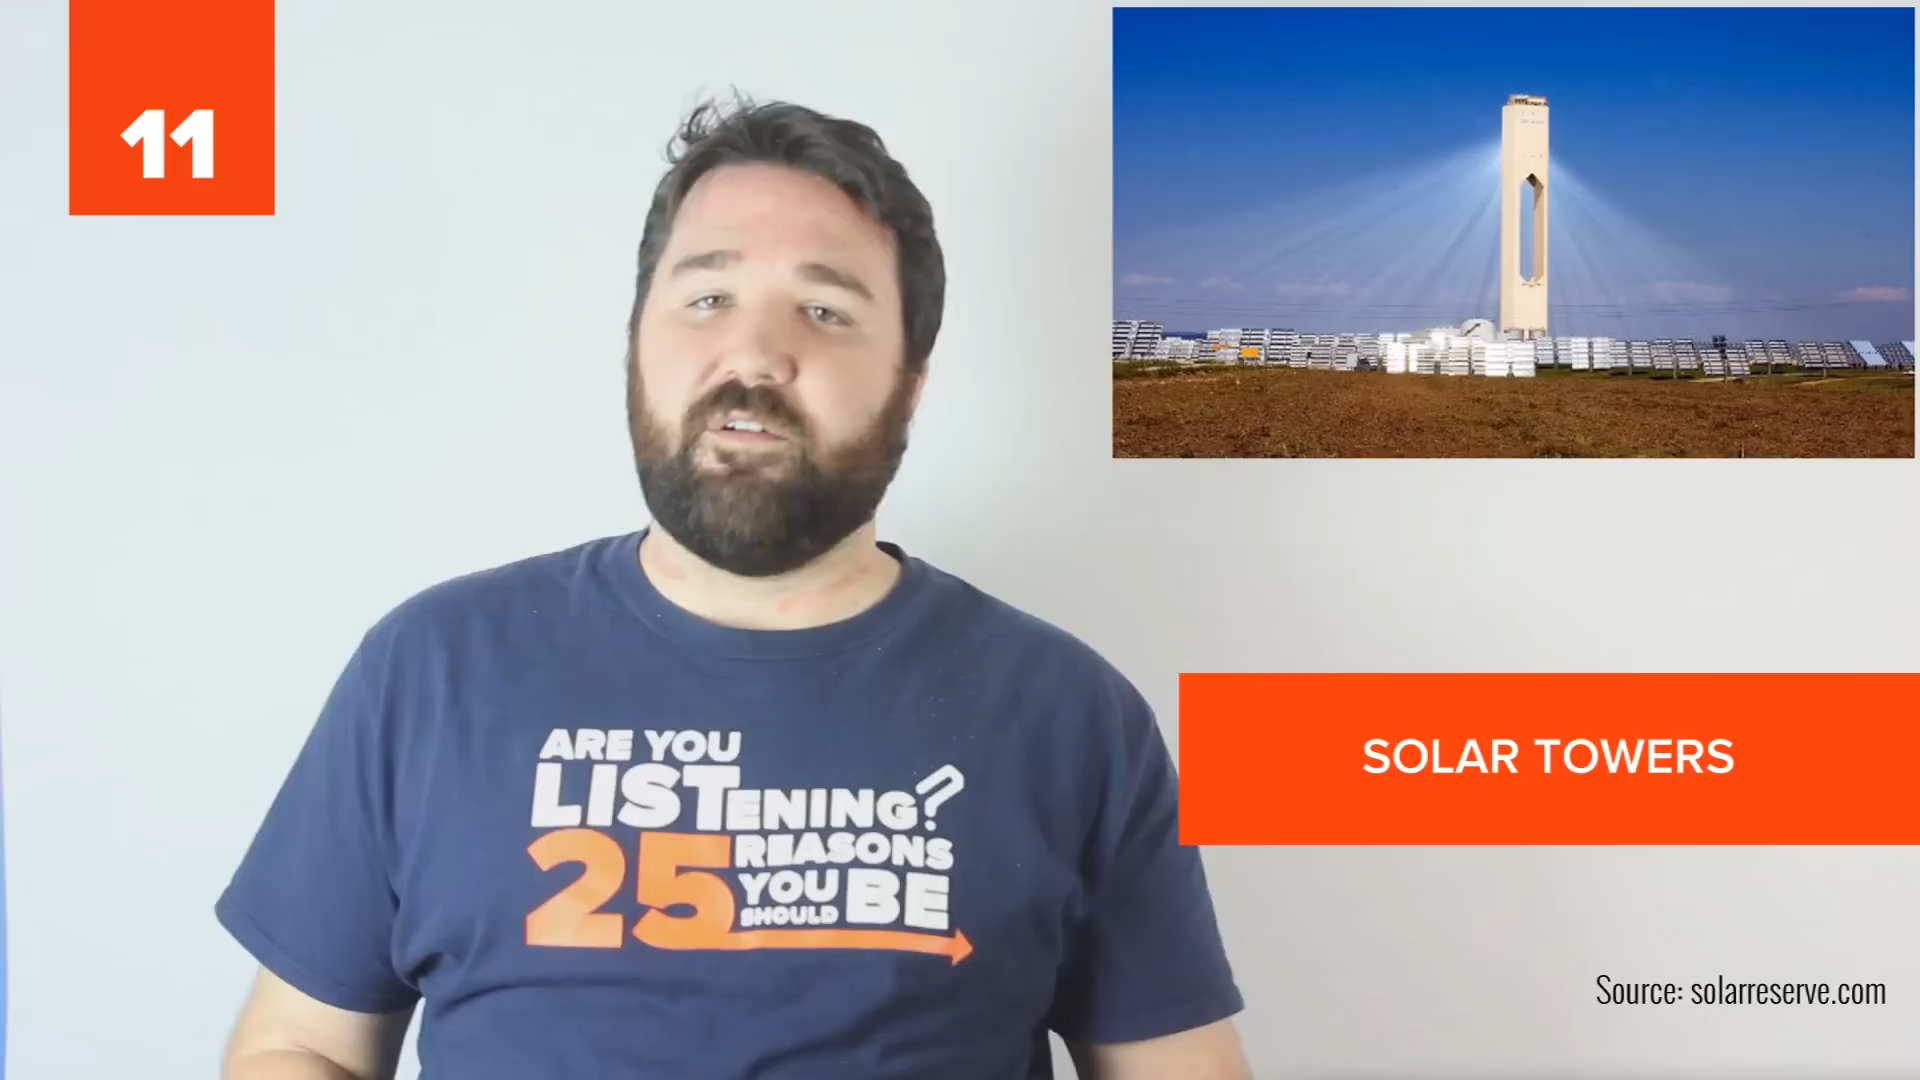 11
SOLAR TOWERS
ARE YOU
LISTENING?
25 REASONS
YOU BE
SHOULD
Source: solarreserve.com